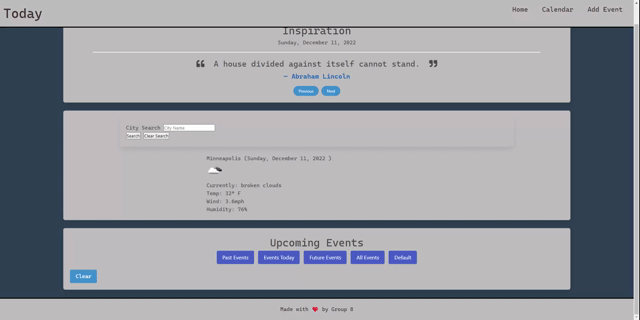 Today
Home Calendar Add Event
Inspiration
Sunday, December 11, 2022
❝ A house divided against itself cannot stand. ❞
— Abraham Lincoln
Previous Next
City Search City Name
Search Clear Search
Minneapolis (Sunday, December 11, 2022 )
Currently: broken clouds
Temp: 32° F
Wind: 3.6mph
Humidity: 76%
Upcoming Events
Past Events Events Today Future Events All Events Default
Clear
Made with ❤ by Group 8